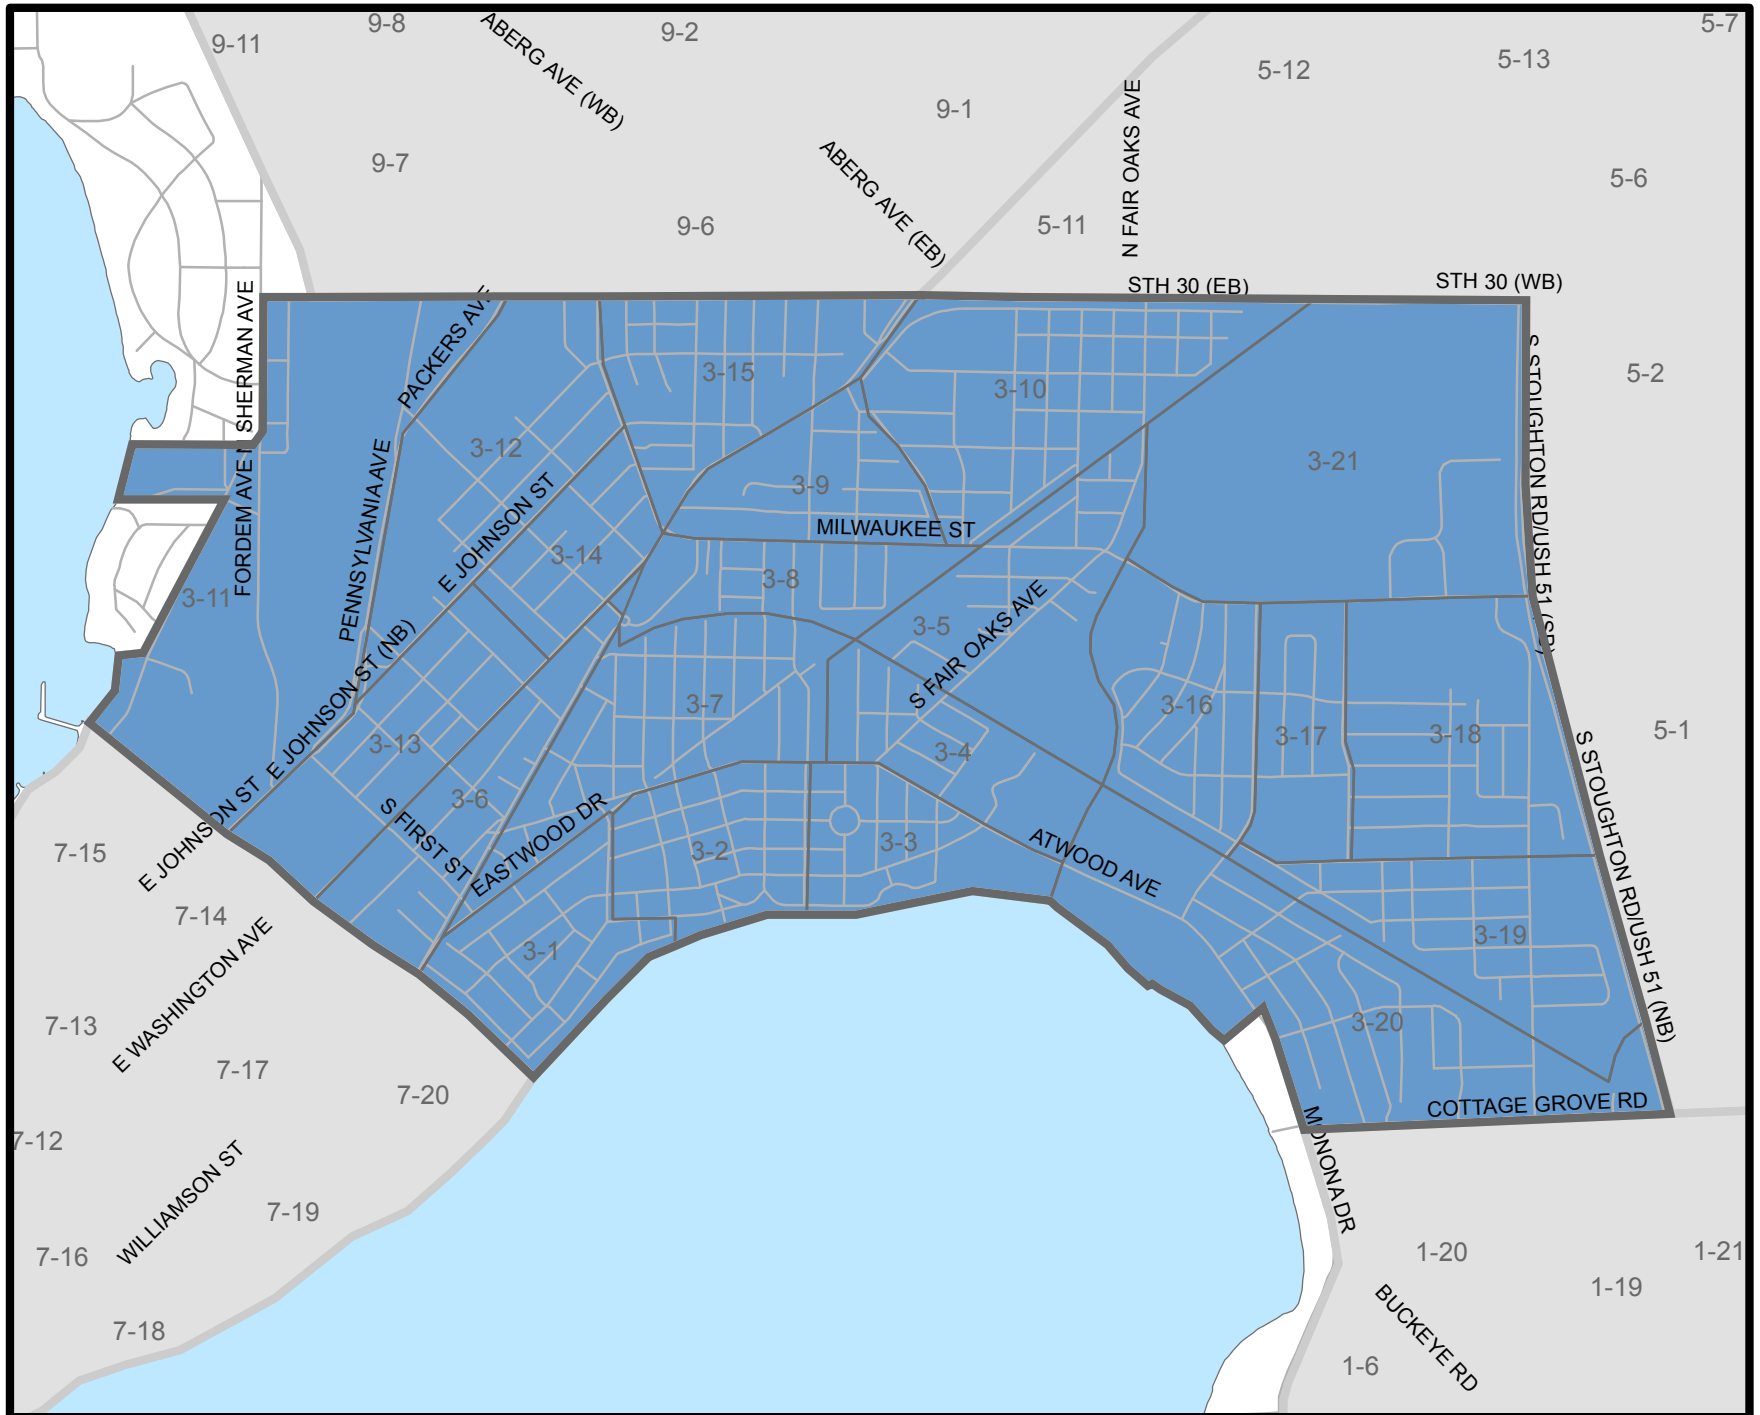 9-8
9-2
5-7
9-11
ABERG AVE (WB)
5-12
5-13
9-1
N FAIR OAKS AVE
9-7
ABERG AVE (EB)
5-6
9-6
5-11
STH 30 (EB)
STH 30 (WB)
N SHERMAN AVE
PACKERS AVE
3-15
3-10
5-2
S STOUGHTON RD/USH 51 (SB)
3-12
3-21
3-9
PENNSYLVANIA AVE
E JOHNSON ST
MILWAUKEE ST
FORDEM AVE
3-14
3-8
3-11
3-5
S FAIR OAKS AVE
E JOHNSON ST (NB)
3-7
3-16
3-13
3-4
3-17
3-18
5-1
S STOUGHTON RD/USH 51 (NB)
3-6
S FIRST ST
EASTWOOD DR
E JOHNSON ST
7-15
3-2
3-3
ATWOOD AVE
7-14
3-1
3-19
E WASHINGTON AVE
7-13
3-20
7-17
7-20
COTTAGE GROVE RD
7-12
MONONA DR
WILLIAMSON ST
7-19
7-16
1-20
1-21
1-19
BUCKEYE RD
7-18
1-6